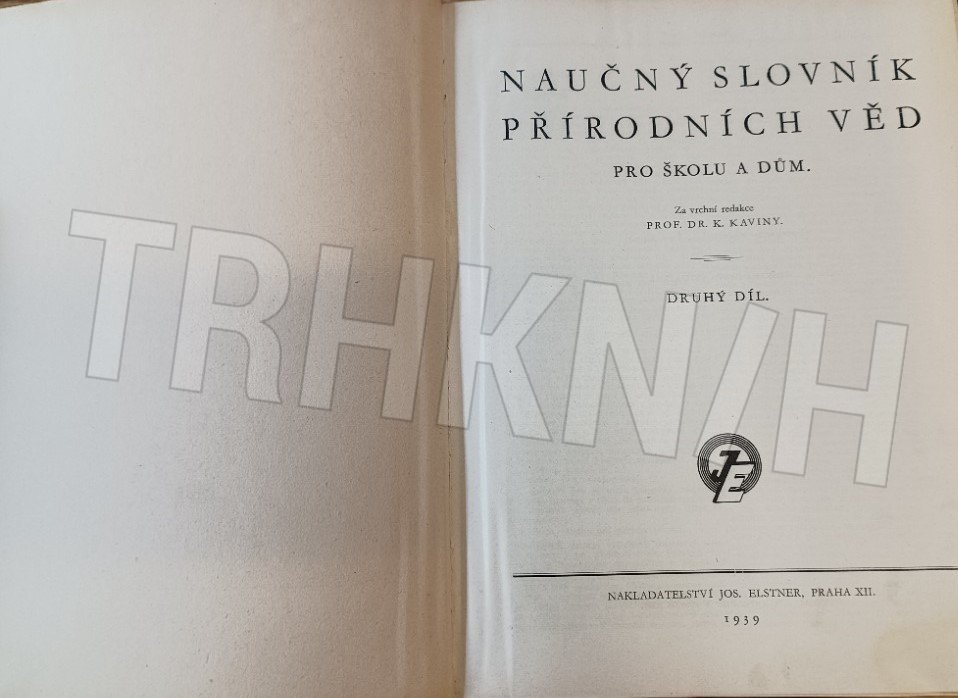 NAUČNÝ SLOVNÍK
PŘÍRODNÍCH VĚD
PRO ŠKOLU A DŮM.
Za vrchní redakce
PROF. DR. K. KAVINY.
DRUHÝ DÍL.
TRHKNIH
JE
NAKLADATELSTVÍ JOS. ELSTNER, PRAHA XII.
1939